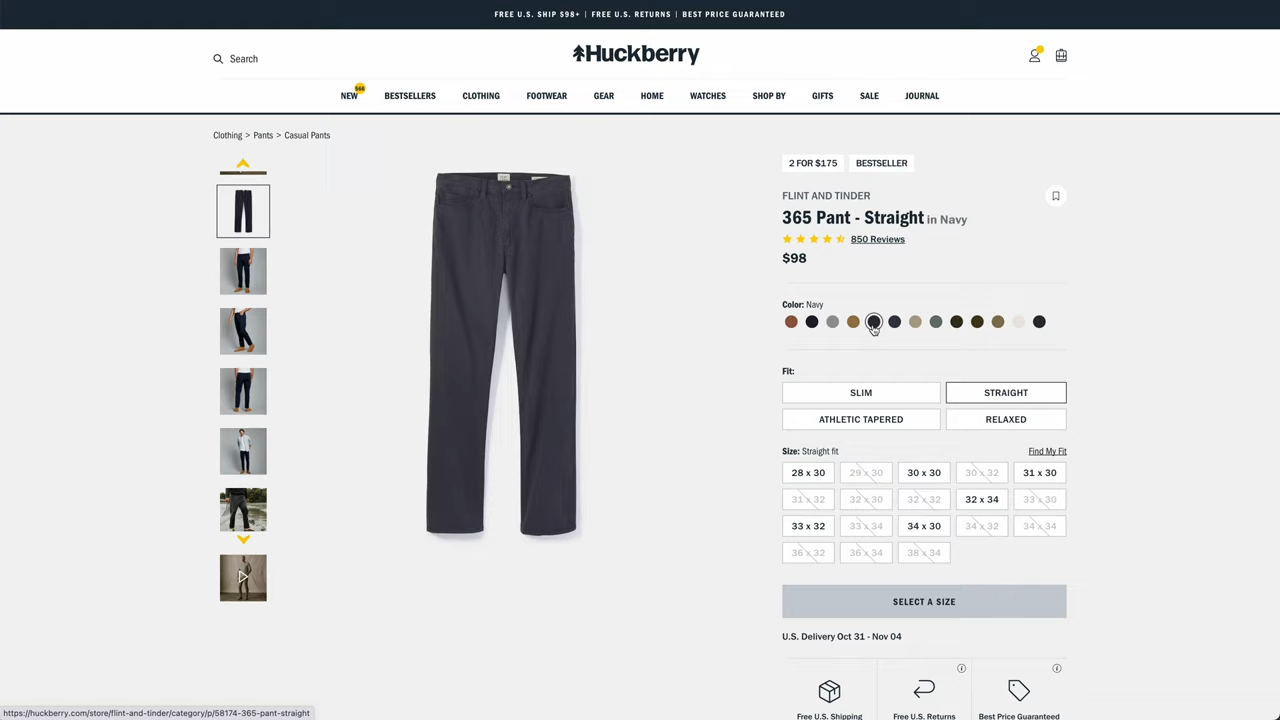 FREE U.S. SHIP $98+ | FREE U.S. RETURNS | BEST PRICE GUARANTEED
Search
Huckberry
NEW
BESTSELLERS
CLOTHING
FOOTWEAR
GEAR
HOME
WATCHES
SHOP BY
GIFTS
SALE
JOURNAL
Clothing > Pants > Casual Pants
2 FOR $175
BESTSELLER
FLINT AND TINDER
365 Pant - Straight in Navy
850 Reviews
$98
Color: Navy
Fit:
SLIM
STRAIGHT
ATHLETIC TAPERED
RELAXED
Size: Straight fit
Find My Fit
28 x 30
29 x 30
30 x 30
30 x 32
31 x 30
31 x 32
32 x 30
32 x 32
32 x 34
33 x 30
33 x 32
33 x 34
34 x 30
34 x 32
34 x 34
36 x 32
36 x 34
38 x 34
SELECT A SIZE
U.S. Delivery Oct 31 - Nov 04
Free U.S. Shipping
Free U.S. Returns
Best Price Guaranteed
https://huckberry.com/store/flint-and-tinder/category/p/58174-365-pant-straight